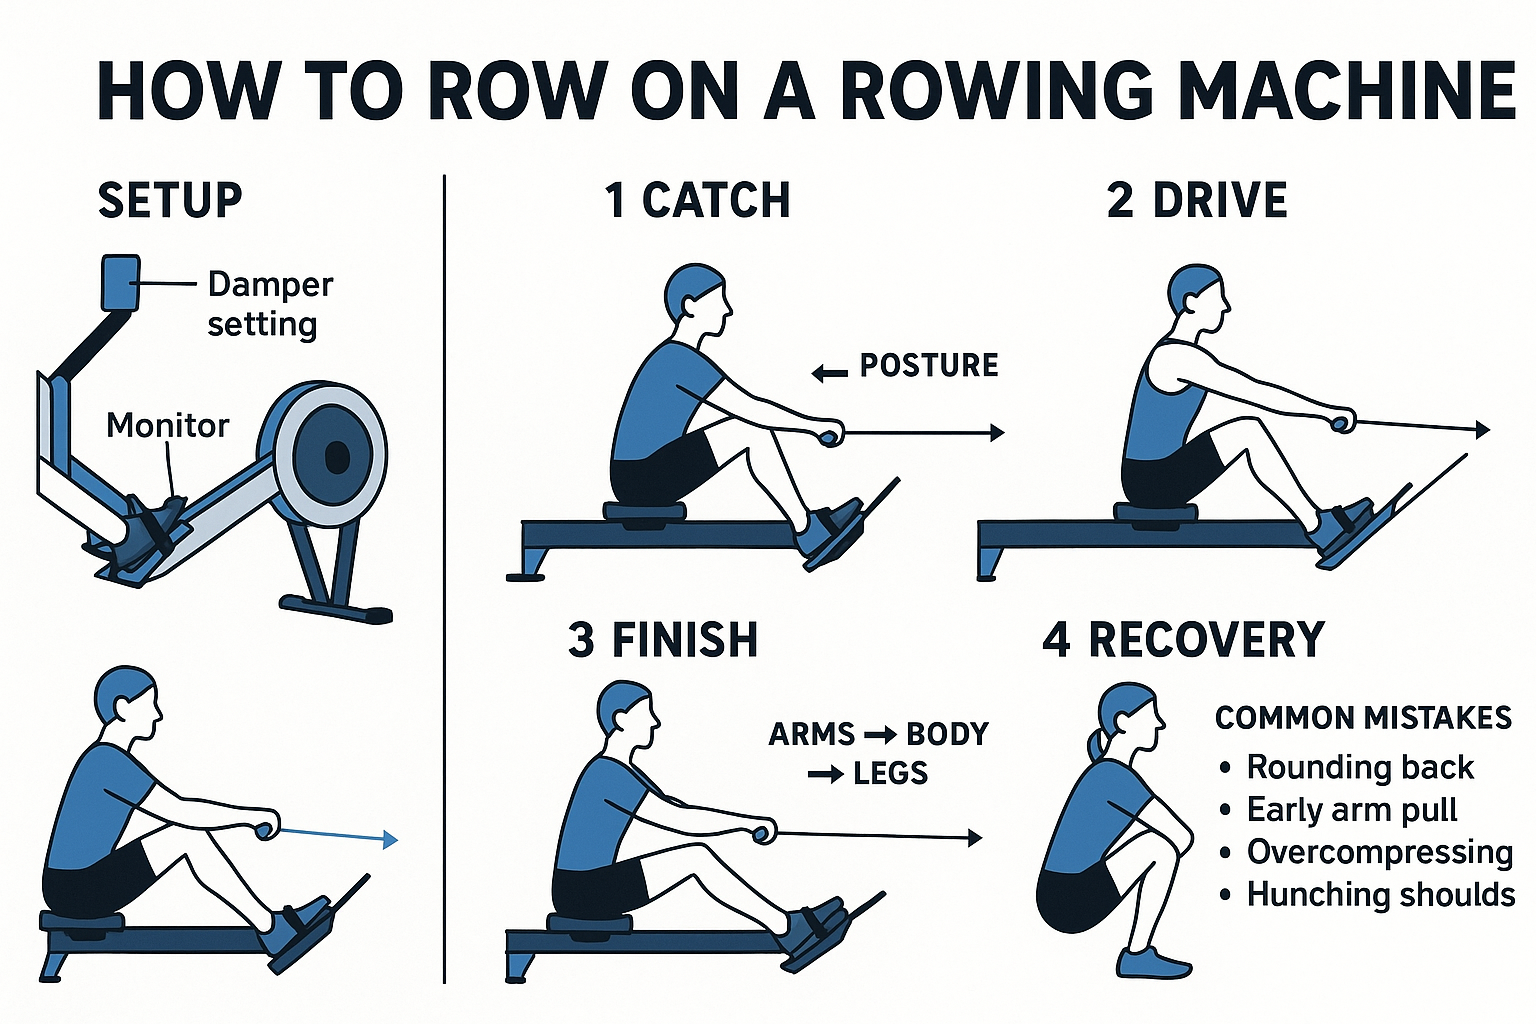 HOW TO ROW ON A ROWING MACHINE
SETUP
Damper
setting
Monitor
1 CATCH
← POSTURE
2 DRIVE
3 FINISH
ARMS → BODY
→ LEGS
4 RECOVERY
COMMON MISTAKES
• Rounding back
• Early arm pull
• Overcompressing
• Hunching shoulds